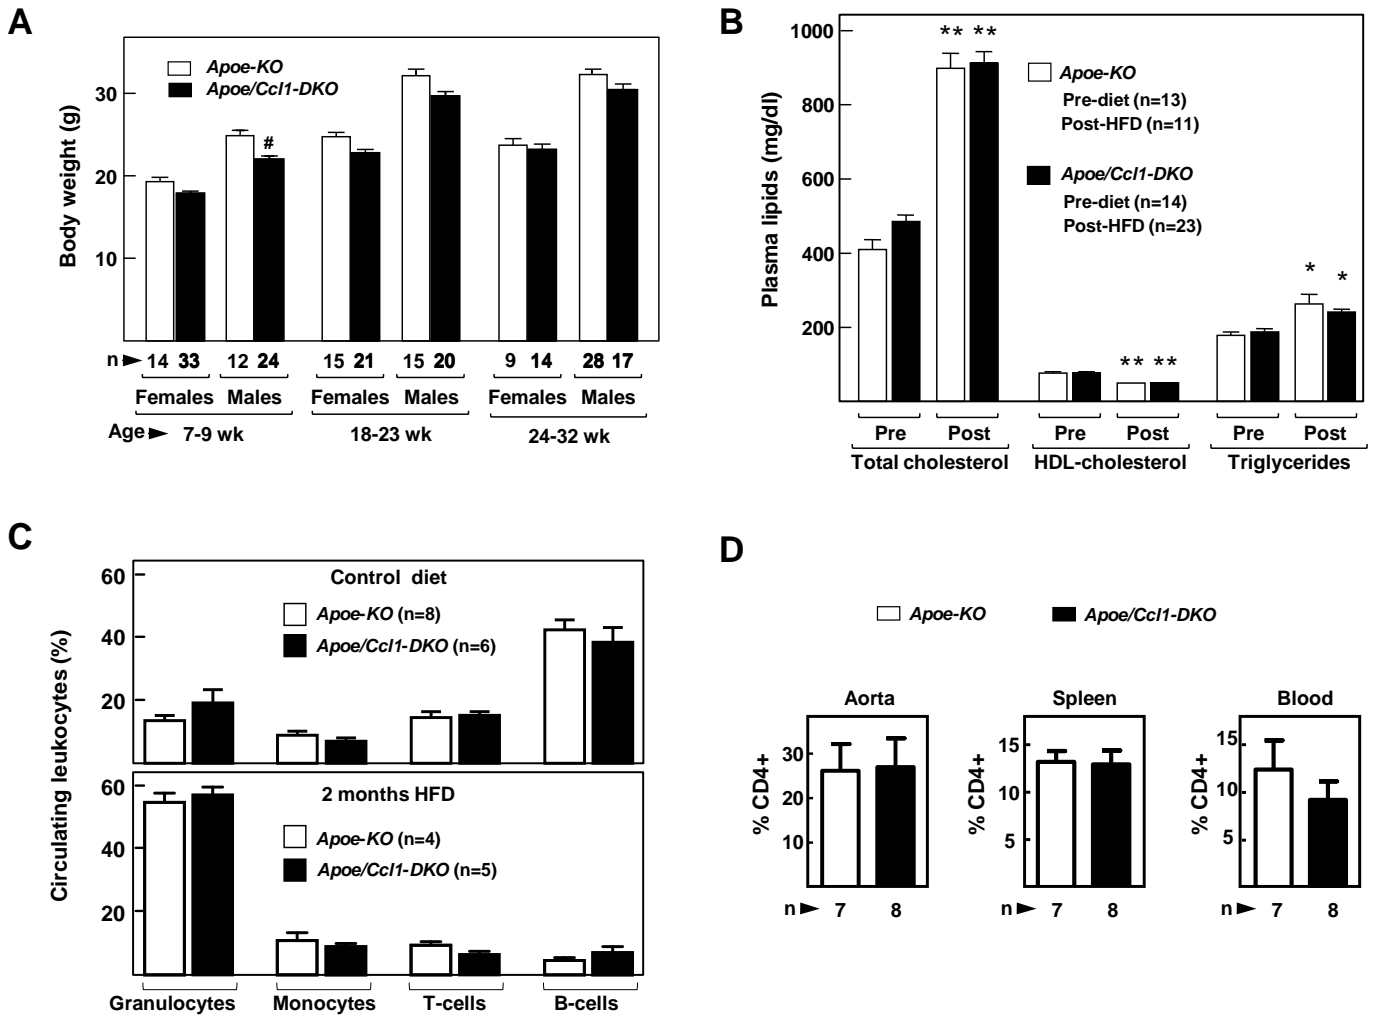 A
Apoe-KO
Apoe/Ccl1-DKO
Body weight (g)
30
20
10
#
n 14 33 12 24 15 21 15 20 9 14 28 17
Females Males Females Males Females Males
Age 7-9 wk 18-23 wk 24-32 wk
B
Plasma lipids (mg/dl)
1000
800
600
400
200
** **
** **
* *
Apoe-KO
Pre-diet (n=13)
Post-HFD (n=11)
Apoe/Ccl1-DKO
Pre-diet (n=14)
Post-HFD (n=23)
Pre Post Pre Post Pre Post
Total cholesterol HDL-cholesterol Triglycerides
C
Circulating leukocytes (%)
60
40
20
Control diet
Apoe-KO (n=8)
Apoe/Ccl1-DKO (n=6)
60
40
20
2 months HFD
Apoe-KO (n=4)
Apoe/Ccl1-DKO (n=5)
Granulocytes Monocytes T-cells B-cells
D
Apoe-KO Apoe/Ccl1-DKO
Aorta
% CD4+
30
20
10
n 7 8
Spleen
% CD4+
15
10
5
n 7 8
Blood
% CD4+
15
10
5
n 7 8